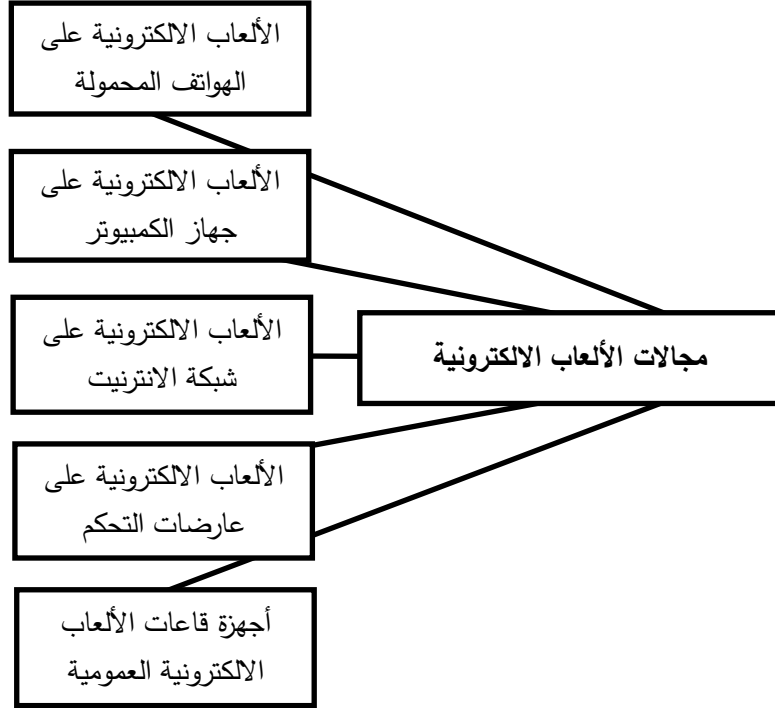 الألعاب الالكترونية على
الهواتف المحمولة
الألعاب الالكترونية على
جهاز الكمبيوتر
الألعاب الالكترونية على
شبكة الانترنيت
مجالات الألعاب الالكترونية
الألعاب الالكترونية على
عارضات التحكم
أجهزة قاعات الألعاب
الالكترونية العمومية